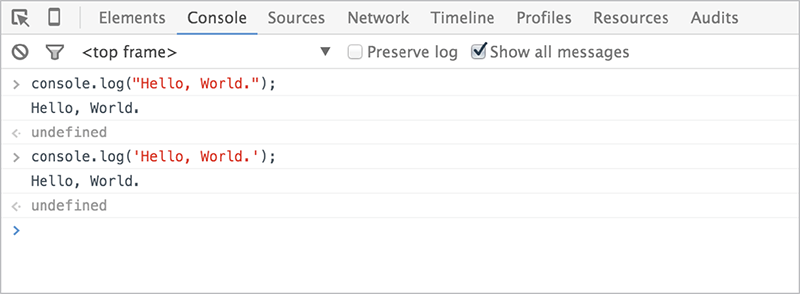 Elements Console Sources Network Timeline Profiles Resources Audits
<top frame> Preserve log Show all messages
console.log("Hello, World.");
Hello, World.
undefined
console.log('Hello, World.');
Hello, World.
undefined